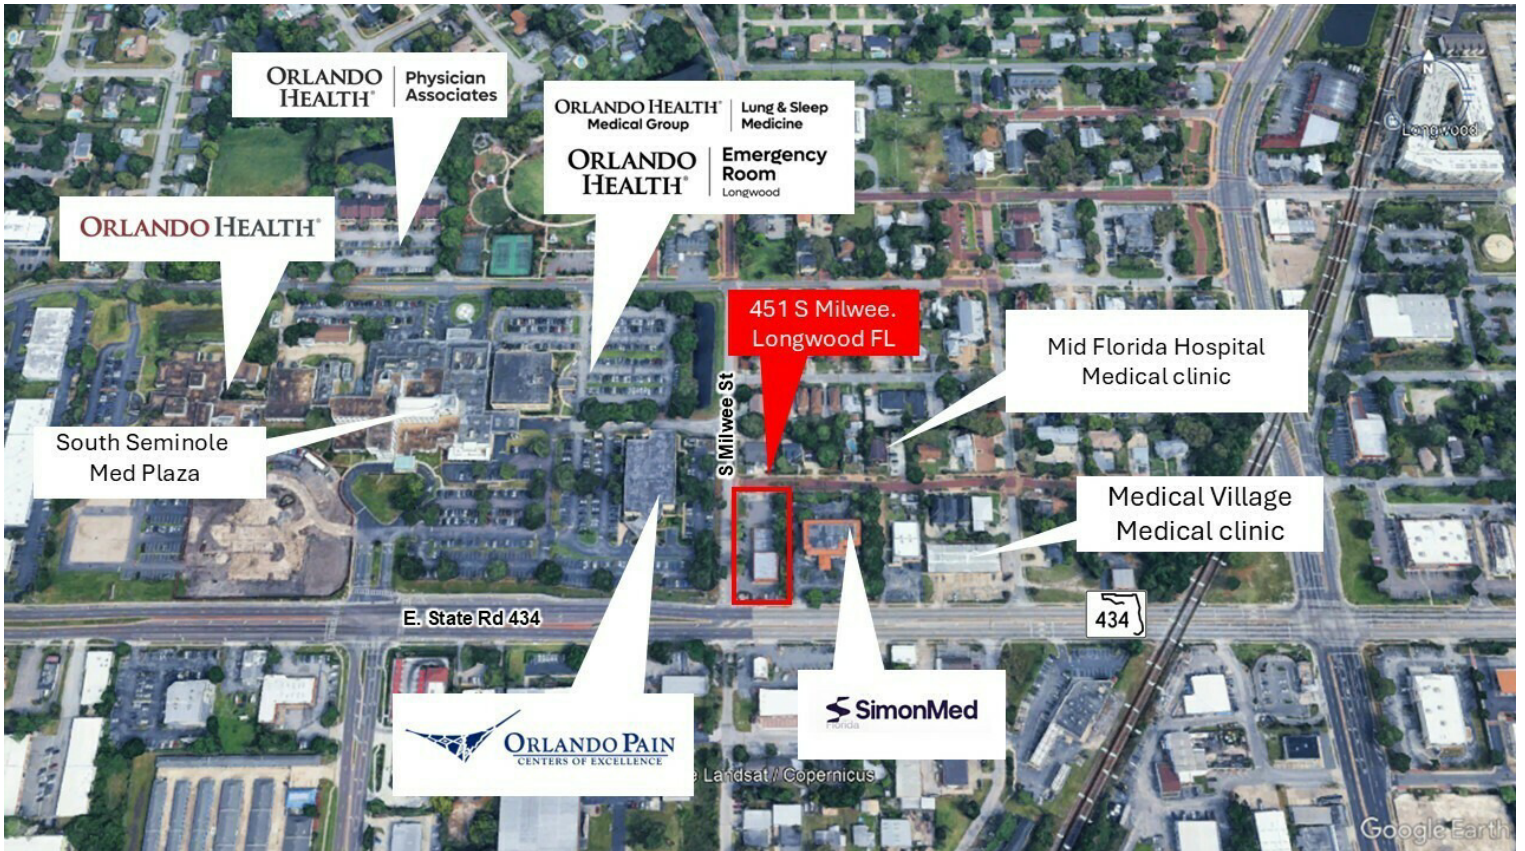 ORLANDO HEALTH®
Physician Associates
ORLANDO HEALTH®
Medical Group
Lung & Sleep Medicine
ORLANDO HEALTH®
Emergency Room
Longwood
ORLANDO HEALTH®
South Seminole
Med Plaza
451 S Milwee.
Longwood FL
S Milwee St
Mid Florida Hospital
Medical clinic
Medical Village
Medical clinic
N
Longwood
E. State Rd 434
434
ORLANDO PAIN
CENTERS OF EXCELLENCE
SimonMed
Florida
Landsat / Copernicus
Google Earth